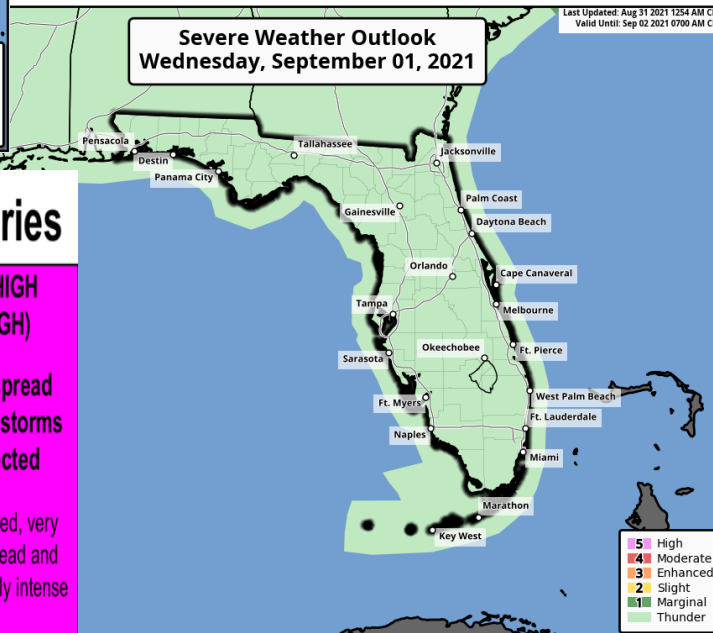 Last Updated: Aug 31 2021 1254 AM C
Valid Until: Sep 02 2021 0700 AM C
Severe Weather Outlook
Wednesday, September 01, 2021
Pensacola
Destin
Panama City
Tallahassee
Jacksonville
Gainesville
Palm Coast
Daytona Beach
Orlando
Cape Canaveral
Melbourne
Tampa
Okeechobee
Ft. Pierce
Sarasota
Ft. Myers
West Palm Beach
Ft. Lauderdale
Naples
Miami
Marathon
Key West
ries
HIGH
GH)
pread
storms
cted
ed, very
ead and
ly intense
5 High
4 Moderate
3 Enhanced
2 Slight
1 Marginal
Thunder